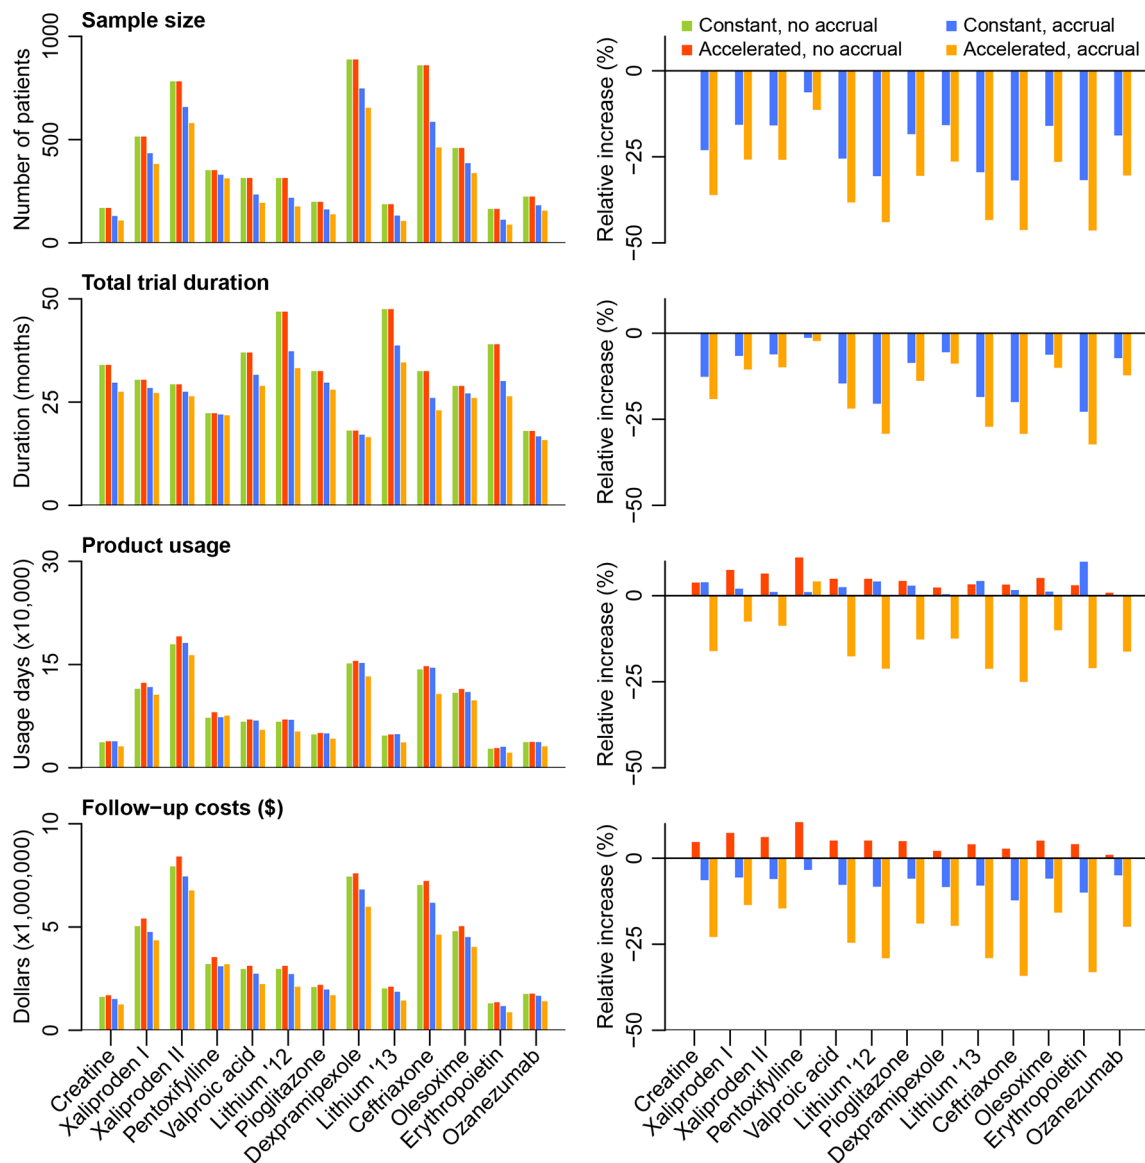 Sample size
Constant, no accrual
Accelerated, no accrual
Constant, accrual
Accelerated, accrual
Number of patients
0
500
1000
Relative increase (%)
0
−25
−50
Total trial duration
Duration (months)
0
25
50
Relative increase (%)
0
−25
−50
Product usage
Usage days (x10,000)
0
15
30
Relative increase (%)
0
−25
−50
Follow−up costs ($)
Dollars (x1,000,000)
0
5
10
Relative increase (%)
0
−25
−50
Creatine
Xaliproden I
Xaliproden II
Pentoxifylline
Valproic acid
Lithium '12
Pioglitazone
Dexpramipexole
Lithium '13
Ceftriaxone
Olesoxime
Erythropoietin
Ozanezumab
Creatine
Xaliproden I
Xaliproden II
Pentoxifylline
Valproic acid
Lithium '12
Pioglitazone
Dexpramipexole
Lithium '13
Ceftriaxone
Olesoxime
Erythropoietin
Ozanezumab